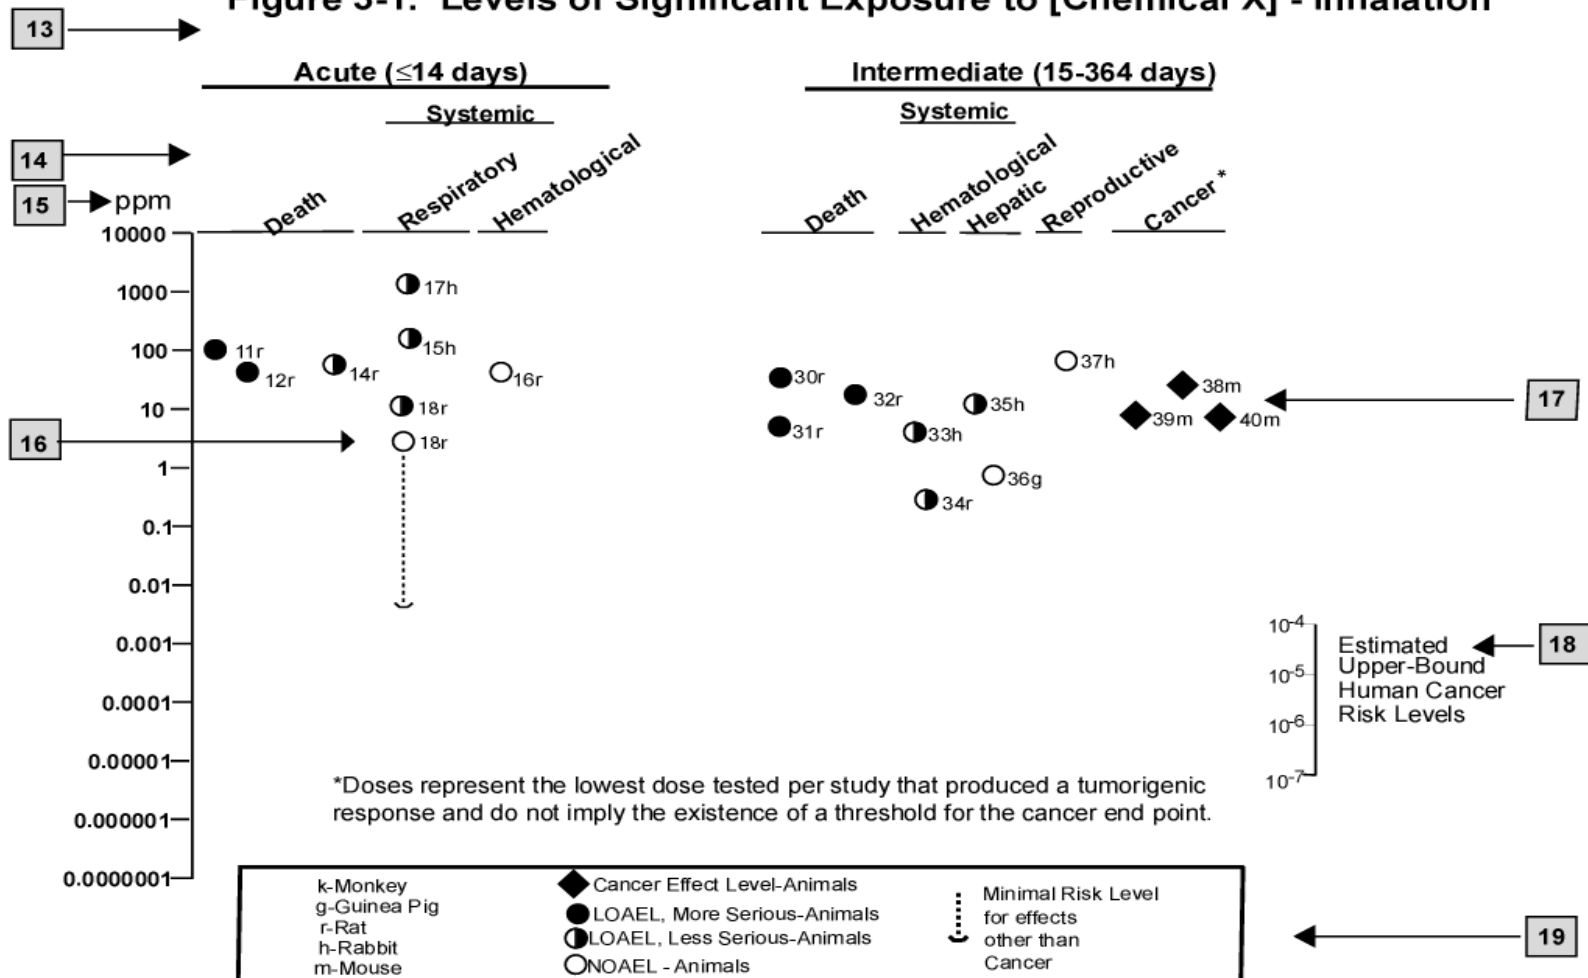 Figure 3-1. Levels of Significant Exposure to [Chemical X] - Inhalation
13
Acute (≤14 days)
Intermediate (15-364 days)
Systemic
Systemic
14
15
ppm
Death
Respiratory
Hematological
Death
Hematological
Hepatic
Reproductive
Cancer*
10000
1000
100
10
1
0.1
0.01
0.001
0.0001
0.00001
0.000001
0.0000001
17h
15h
11r
12r
14r
16r
18r
18r
16
30r
32r
31r
33h
34r
35h
36g
37h
38m
39m
40m
17
10-4
10-5
10-6
10-7
Estimated
Upper-Bound
Human Cancer
Risk Levels
18
*Doses represent the lowest dose tested per study that produced a tumorigenic
response and do not imply the existence of a threshold for the cancer end point.
k-Monkey
g-Guinea Pig
r-Rat
h-Rabbit
m-Mouse
Cancer Effect Level-Animals
LOAEL, More Serious-Animals
LOAEL, Less Serious-Animals
NOAEL - Animals
Minimal Risk Level
for effects
other than
Cancer
19